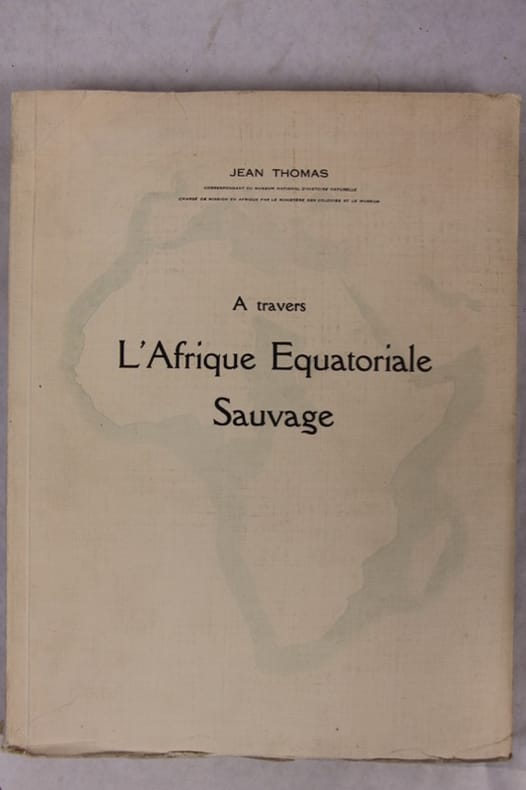 JEAN THOMAS
CORRESPONDANT DU MUSEUM NATIONAL D'HISTOIRE NATURELLE
CHARGÉ DE MISSION EN AFRIQUE PAR LE MINISTÈRE DES COLONIES ET LE MUSEUM
A travers
L'Afrique Equatoriale
Sauvage